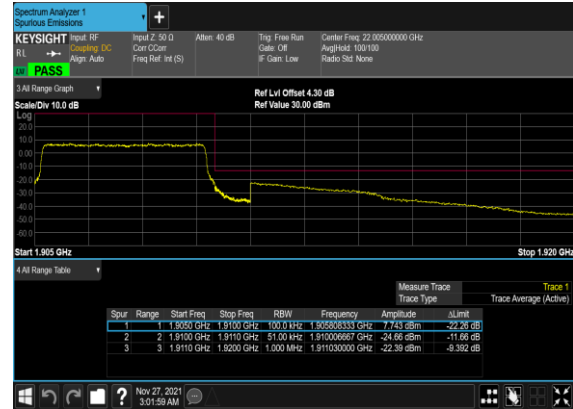 Spectrum Analyzer 1
Spurious Emissions
+
KEYSIGHT Input: RF Input Z: 50 Ω Atten: 40 dB Trig: Free Run Center Freq: 22.005000000 GHz
RL Coupling: DC Corr CCorr Gate: Off Avg|Hold: 100/100
Align: Auto Freq Ref: Int (S) IF Gain: Low Radio Std: None
PASS
3 All Range Graph
Ref Lvl Offset 4.30 dB
Scale/Div 10.0 dB Ref Value 30.00 dBm
Log
20.0
10.0
0.00
-10.0
-20.0
-30.0
-40.0
-50.0
-60.0
Start 1.905 GHz Stop 1.920 GHz
4 All Range Table
Measure Trace Trace 1
Trace Type Trace Average (Active)
Spur Range Start Freq Stop Freq RBW Frequency Amplitude ΔLimit
1 1 1.9050 GHz 1.9100 GHz 100.0 kHz 1.905808333 GHz 7.743 dBm -22.26 dB
2 2 1.9100 GHz 1.9110 GHz 51.00 kHz 1.910006667 GHz -24.66 dBm -11.66 dB
3 3 1.9110 GHz 1.9200 GHz 1.000 MHz 1.911030000 GHz -22.39 dBm -9.392 dB
? Nov 27, 2021
3:01:59 AM